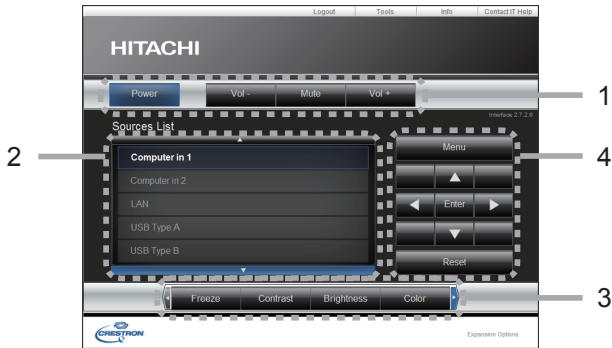 Logout Tools Info Contact IT Help
HITACHI
Power Vol - Mute Vol +
1
Interface 2.7.2.6
Sources List
2
Computer in 1
Computer in 2
LAN
USB Type A
USB Type B
Menu
4
Enter
Reset
Freeze Contrast Brightness Color
3
CRESTRON
Expansion Options